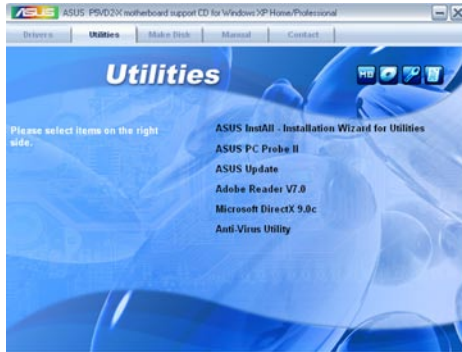 ASUS ASUS P5VD2-X motherboard support CD for Windows XP Home/Professional
Drivers Utilities Make Disk Manual Contact
Utilities
Please select items on the right side.
ASUS InstAll - Installation Wizard for Utilities
ASUS PC Probe II
ASUS Update
Adobe Reader V7.0
Microsoft DirectX 9.0c
Anti-Virus Utility